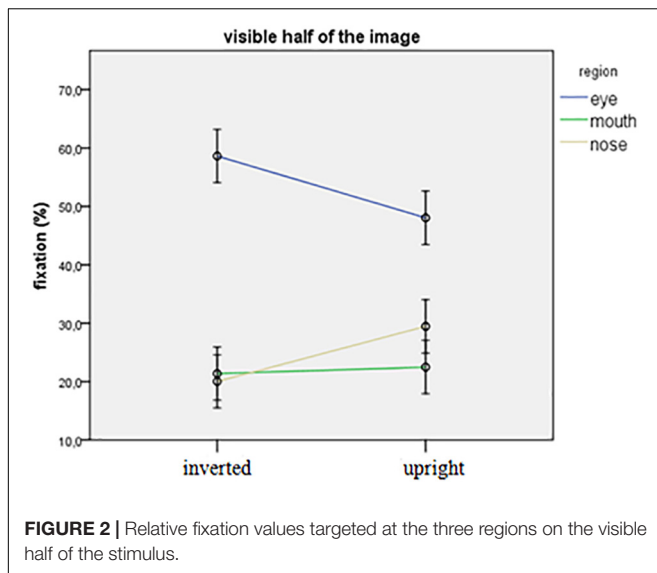 visible half of the image
region
eye
mouth
nose
70,0
60,0
50,0
40,0
30,0
20,0
10,0
fixation (%)
inverted
upright
FIGURE 2 | Relative fixation values targeted at the three regions on the visible
half of the stimulus.